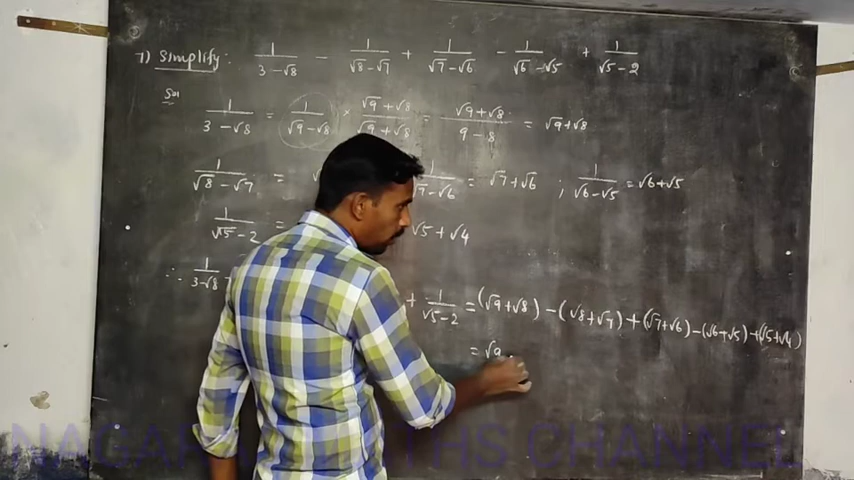 7) Simplify: 1/(3-√8) - 1/(√8-√7) + 1/(√7-√6) - 1/(√6-√5) + 1/(√5-2)
Sol
1/(3-√8) = 1/(√9-√8) × (√9+√8)/(√9+√8) = (√9+√8)/(9-8) = √9+√8
1/(√8-√7) = 1/(√7-√6) = √7+√6 ; 1/(√6-√5) = √6+√5
1/(√5-2) = √5+√4
∴ 1/(3-√8) + 1/(√5-2) = (√9+√8) - (√8+√7) + (√7+√6) - (√6+√5) + (√5+√4)
= √9
MATHS CHANNEL